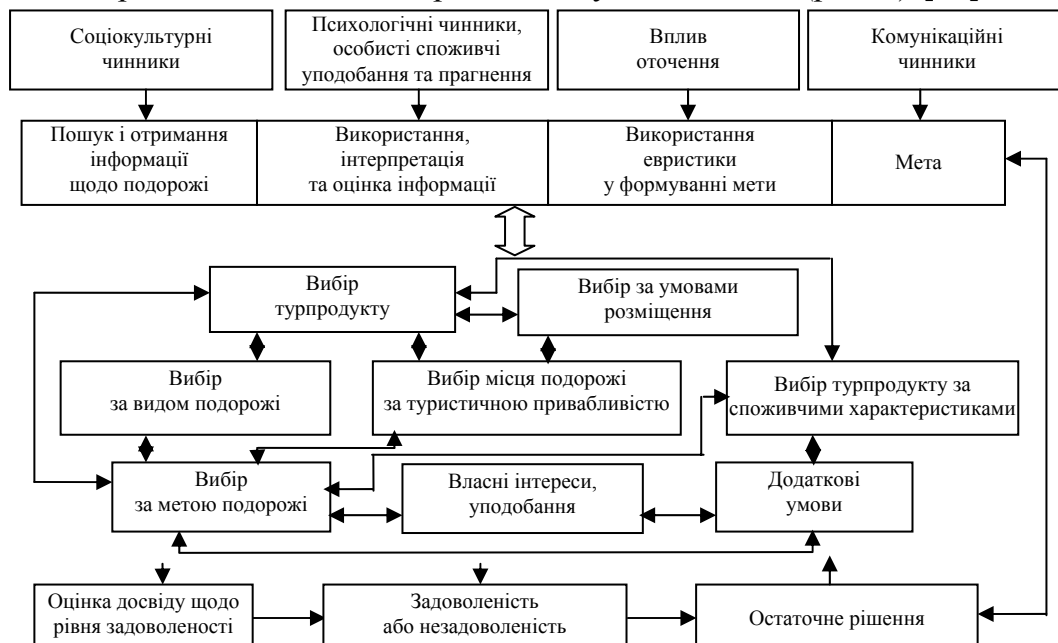 Соціокультурні
чинники
Психологічні чинники,
особисті споживчі
уподобання та прагнення
Вплив
оточення
Комунікаційні
чинники
Пошук і отримання
інформації
щодо подорожі
Використання,
інтерпретація
та оцінка інформації
Використання
евристики
у формуванні мети
Мета
Вибір
турпродукту
Вибір за умовами
розміщення
Вибір
за видом подорожі
Вибір місця подорожі
за туристичною привабливістю
Вибір турпродукту за
споживчими характеристиками
Вибір
за метою подорожі
Власні інтереси,
уподобання
Додаткові
умови
Оцінка досвіду щодо
рівня задоволеності
Задоволеність
або незадоволеність
Остаточне рішення